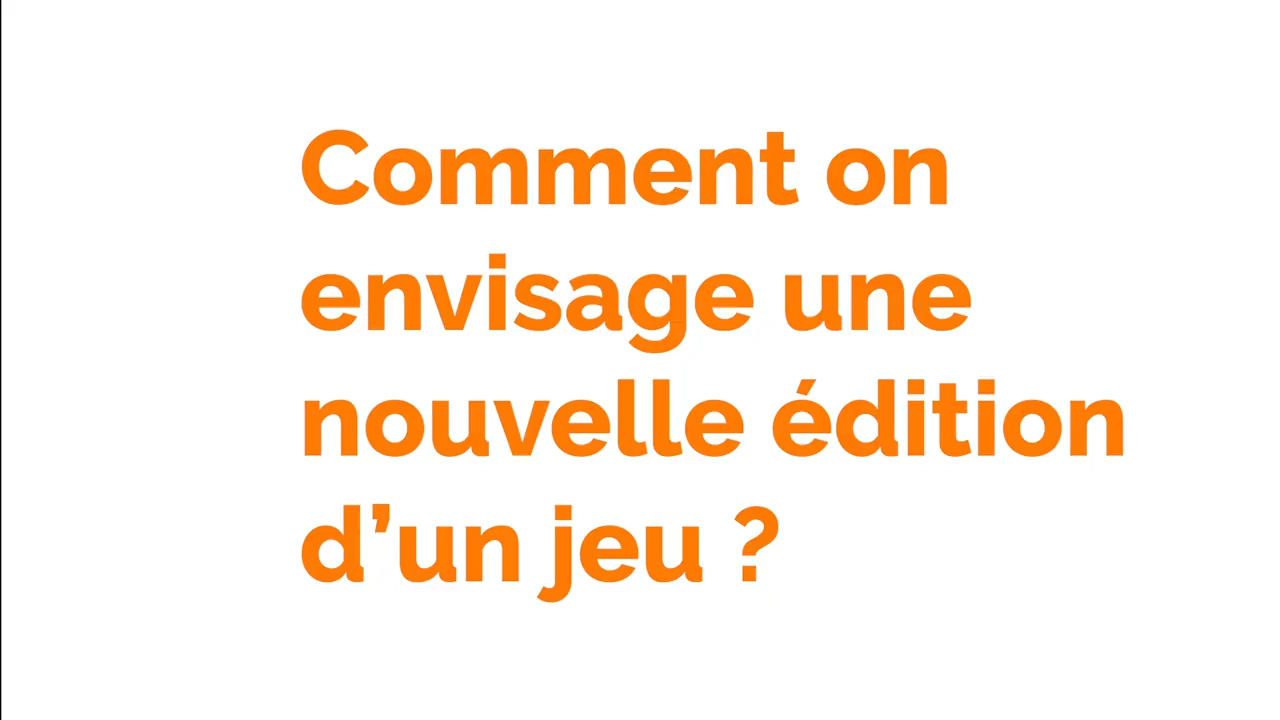 Comment on
envisage une
nouvelle édition
d’un jeu ?